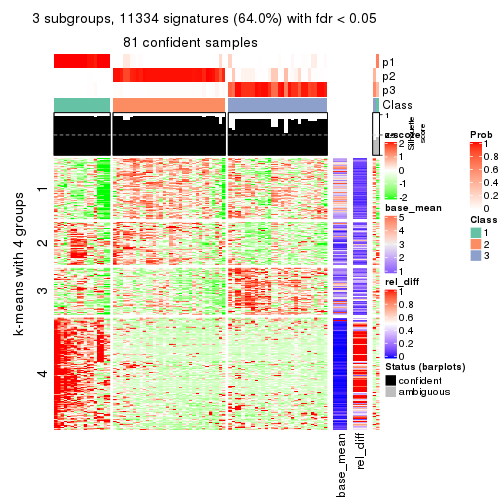 3 subgroups, 11334 signatures (64.0%) with fdr < 0.05
81 confident samples
p1
p2
p3
Class
1
0.5
0
Silhouette
score
k-means with 4 groups
1
2
3
4
base_mean
rel_diff
z-score
2
1
0
-1
-2
base_mean
5
4
3
2
1
rel_diff
1
0.8
0.6
0.4
0.2
0
Status (barplots)
confident
ambiguous
Prob
1
0.8
0.6
0.4
0.2
0
Class
1
2
3